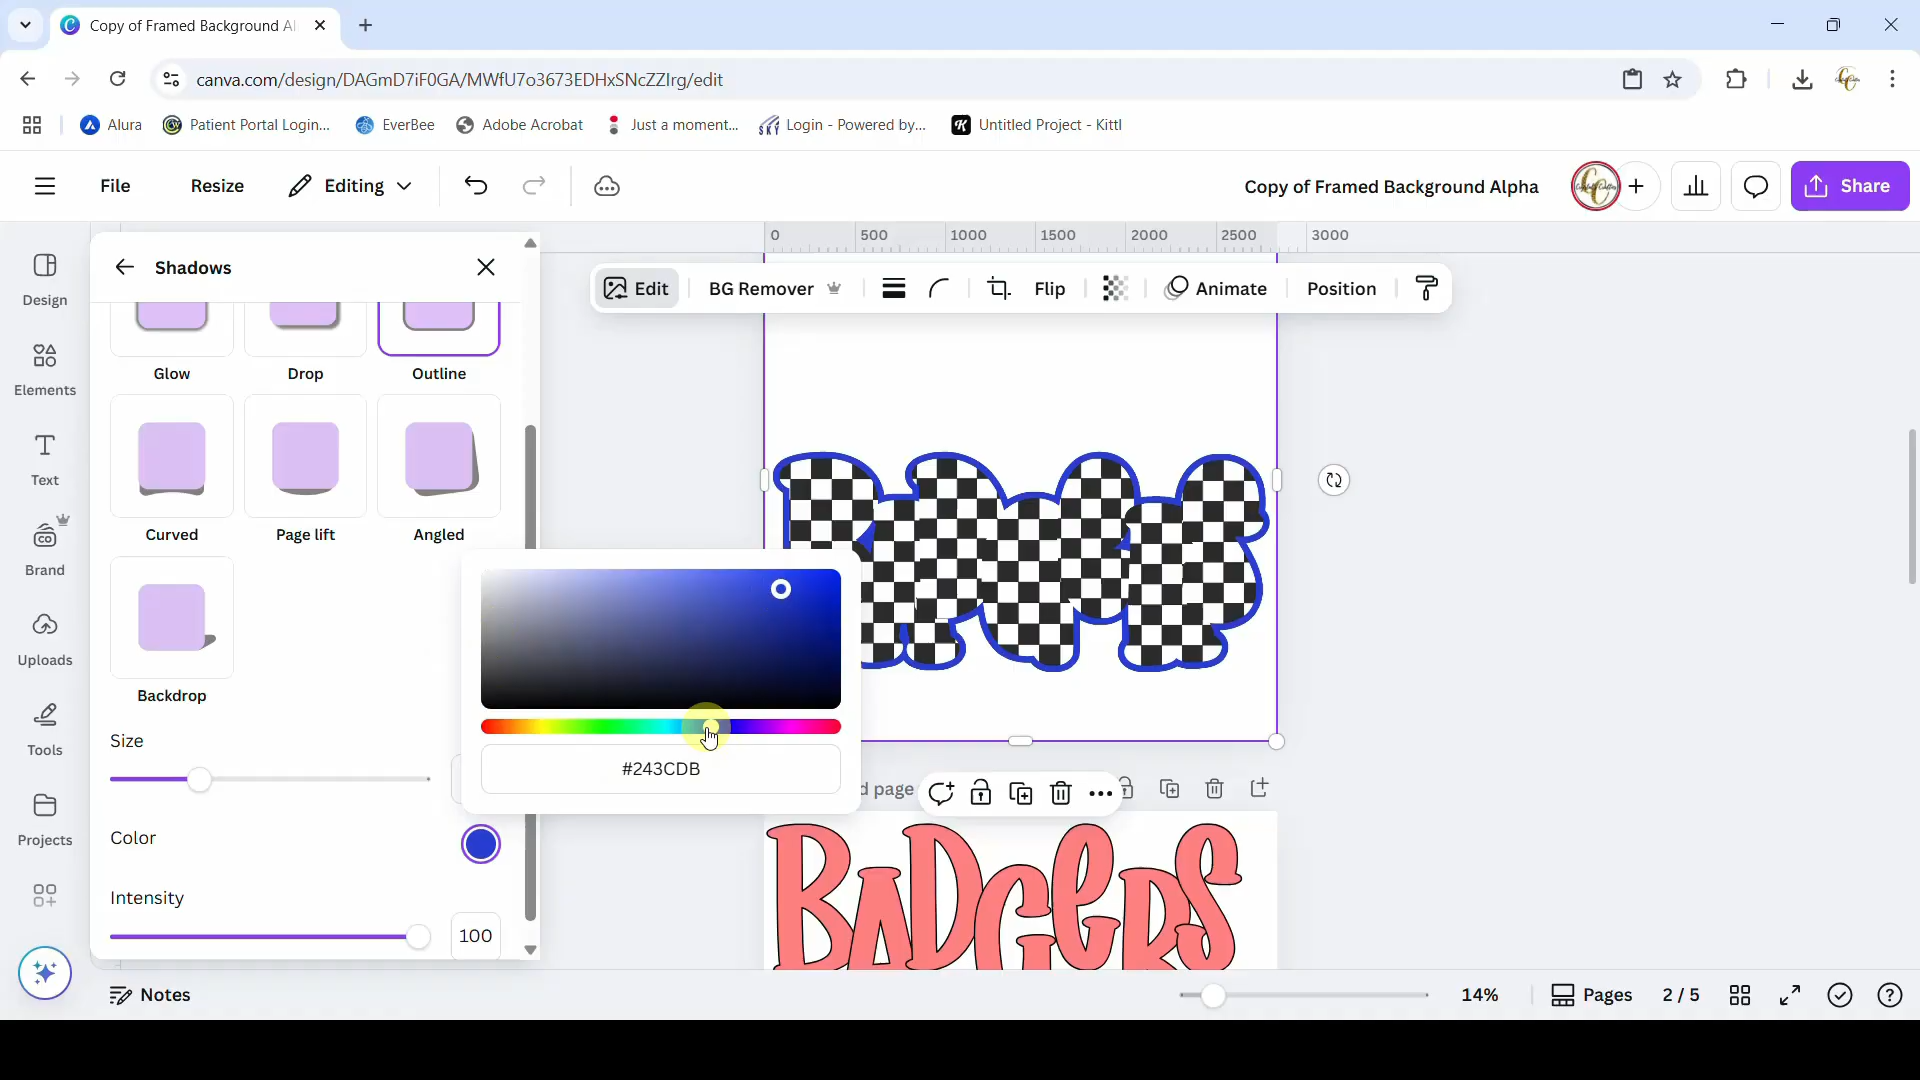 Copy of Framed Background Al
canva.com/design/DAGmD7iF0GA/MWfU7o3673EDHxSNcZZIrg/edit
Alura
Patient Portal Login...
EverBee
Adobe Acrobat
Just a moment...
Login - Powered by...
Untitled Project - Kittl
File
Resize
Editing
Copy of Framed Background Alpha
Share
0
500
1000
1500
2000
2500
3000
Design
Elements
Text
Brand
Uploads
Tools
Projects
Shadows
Glow
Drop
Outline
Curved
Page lift
Angled
Backdrop
Size
Color
Intensity
100
Edit
BG Remover
Flip
Animate
Position
#243CDB
d page
BADGERS
Notes
14%
Pages
2 / 5